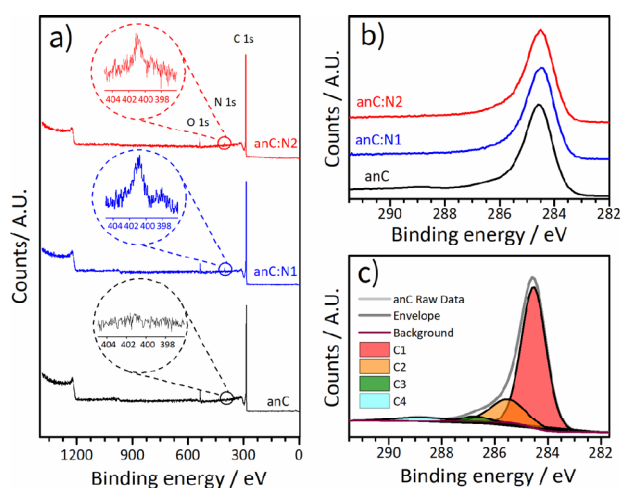 a)
C 1s
N 1s
O 1s
404 402 400 398
anC:N2
404 402 400 398
anC:N1
404 402 400 398
anC
Counts/ A.U.
1200 900 600 300 0
Binding energy / eV
b)
anC:N2
anC:N1
anC
Counts / A.U.
290 288 286 284 282
Binding energy / eV
c)
anC Raw Data
Envelope
Background
C1
C2
C3
C4
Counts / A.U.
290 288 286 284 282
Binding energy / eV